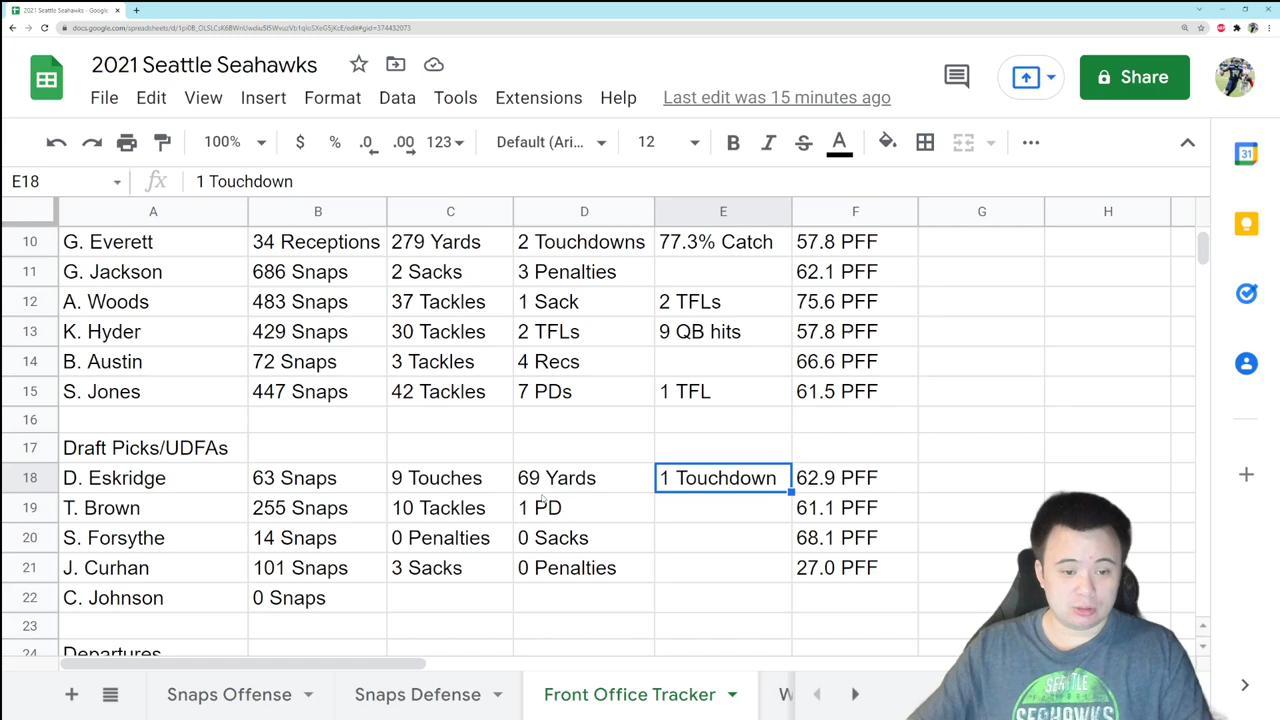 2021 Seattle Seahawks - Google
2021 Seattle Seahawks
File Edit View Insert Format Data Tools Extensions Help Last edit was 15 minutes ago
Share
100% $ % .0 .00 123 Default (Ari... 12 B I S A ...
E18 fx 1 Touchdown
A B C D E F G H
10 G. Everett 34 Receptions 279 Yards 2 Touchdowns 77.3% Catch 57.8 PFF
11 G. Jackson 686 Snaps 2 Sacks 3 Penalties 62.1 PFF
12 A. Woods 483 Snaps 37 Tackles 1 Sack 2 TFLs 75.6 PFF
13 K. Hyder 429 Snaps 30 Tackles 2 TFLs 9 QB hits 57.8 PFF
14 B. Austin 72 Snaps 3 Tackles 4 Recs 66.6 PFF
15 S. Jones 447 Snaps 42 Tackles 7 PDs 1 TFL 61.5 PFF
16
17 Draft Picks/UDFAs
18 D. Eskridge 63 Snaps 9 Touches 69 Yards 1 Touchdown 62.9 PFF
19 T. Brown 255 Snaps 10 Tackles 1 PD 61.1 PFF
20 S. Forsythe 14 Snaps 0 Penalties 0 Sacks 68.1 PFF
21 J. Curhan 101 Snaps 3 Sacks 0 Penalties 27.0 PFF
22 C. Johnson 0 Snaps
23
24 Departures
Snaps Offense Snaps Defense Front Office Tracker W
31
SEATTLE
SEAHAWKS